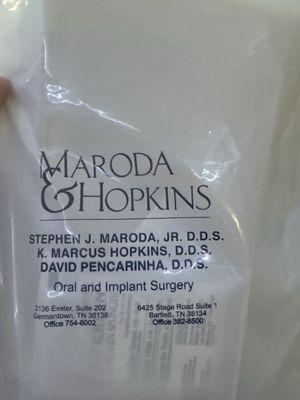 MARODA
& HOPKINS
STEPHEN J. MARODA, JR. D.D.S.
K. MARCUS HOPKINS, D.D.S.
DAVID PENCARINHA, D.D.S.
Oral and Implant Surgery
2136 Exeter, Suite 202
Germantown, TN 38138
Office 754-8002
6425 Stage Road Suite 1
Bartlett, TN 38134
Office 382-8500